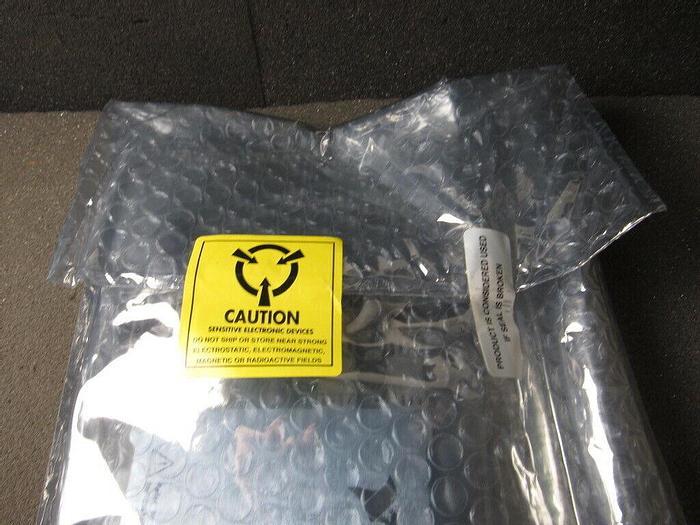 CAUTION
SENSITIVE ELECTRONIC DEVICES
DO NOT SHIP OR STORE NEAR STRONG
ELECTROSTATIC, ELECTROMAGNETIC,
MAGNETIC OR RADIOACTIVE FIELDS
PRODUCT IS CONSIDERED USED
IF SEAL IS BROKEN